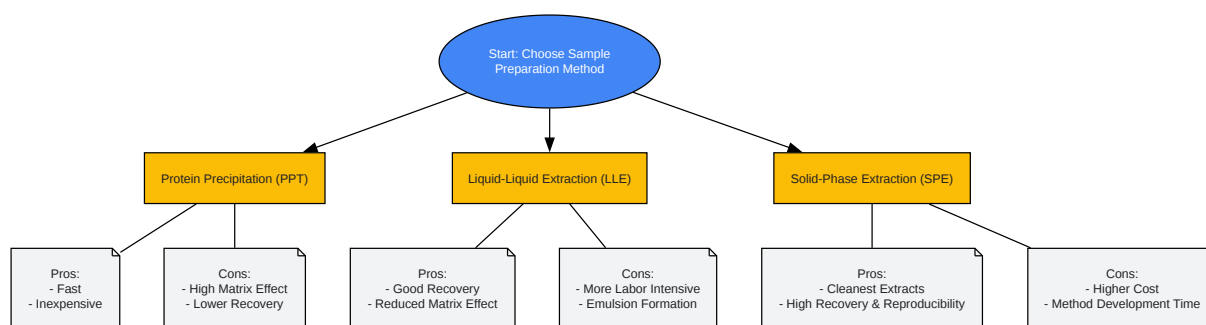 Start: Choose Sample
Preparation Method
Protein Precipitation (PPT)
Liquid-Liquid Extraction (LLE)
Solid-Phase Extraction (SPE)
Pros:
- Fast
- Inexpensive
Cons:
- High Matrix Effect
- Lower Recovery
Pros:
- Good Recovery
- Reduced Matrix Effect
Cons:
- More Labor Intensive
- Emulsion Formation
Pros:
- Cleanest Extracts
- High Recovery & Reproducibility
Cons:
- Higher Cost
- Method Development Time